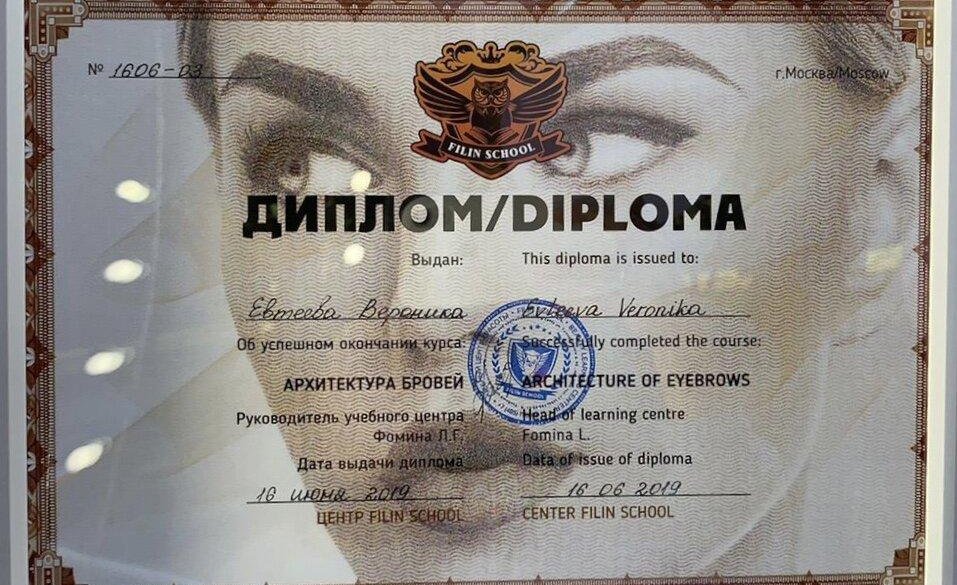 № 1606-03
г.Москва/Moscow
FILIN SCHOOL
ДИПЛОМ/DIPLOMA
Выдан: This diploma is issued to:
Евтеева Вероника Evteeva Veronika
Об успешном окончании курса: Successfully completed the course:
АРХИТЕКТУРА БРОВЕЙ ARCHITECTURE OF EYEBROWS
Руководитель учебного центра Head of learning centre
Фомина Л.Г. Fomina L.
Дата выдачи диплома Data of issue of diploma
16 июня 2019 16 06 2019
ЦЕНТР FILIN SCHOOL CENTER FILIN SCHOOL
FILIN SCHOOL